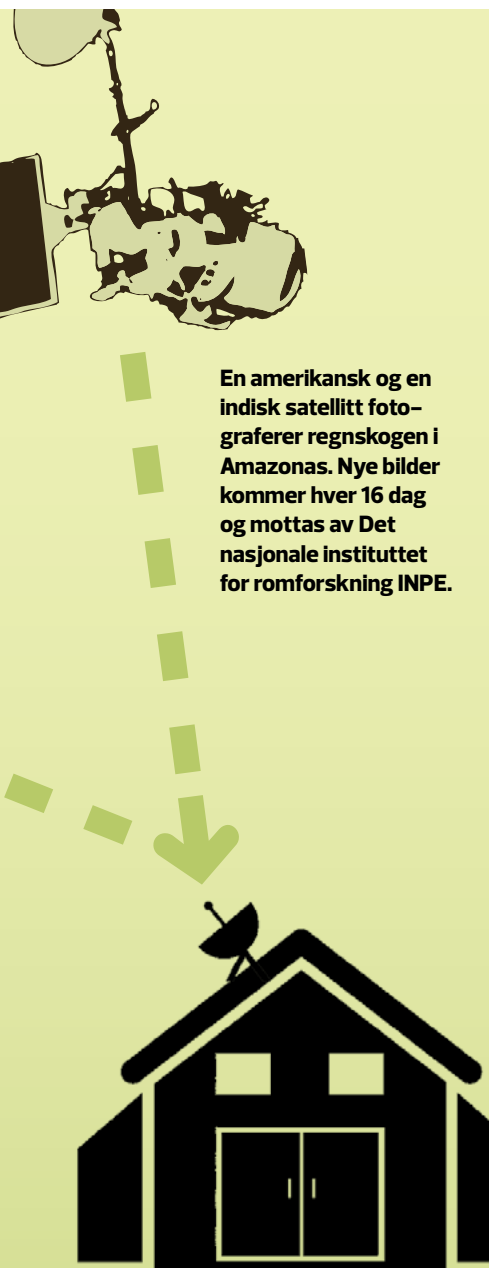 En amerikansk og en
indisk satellitt foto–
graferer regnskogen i
Amazonas. Nye bilder
kommer hver 16 dag
og mottas av Det
nasjonale instituttet
for romforskning INPE.